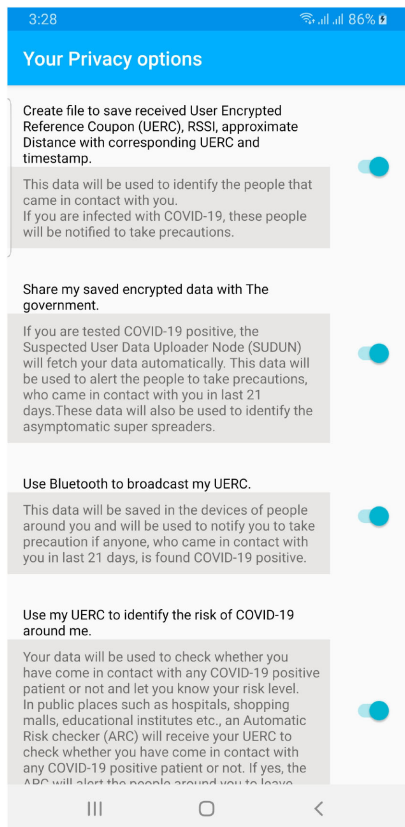 3:28 86%
Your Privacy options
Create file to save received User Encrypted
Reference Coupon (UERC), RSSI, approximate
Distance with corresponding UERC and
timestamp.
This data will be used to identify the people that
came in contact with you.
If you are infected with COVID-19, these people
will be notified to take precautions.
Share my saved encrypted data with The
government.
If you are tested COVID-19 positive, the
Suspected User Data Uploader Node (SUDUN)
will fetch your data automatically. This data will
be used to alert the people to take precautions,
who came in contact with you in last 21
days.These data will also be used to identify the
asymptomatic super spreaders.
Use Bluetooth to broadcast my UERC.
This data will be saved in the devices of people
around you and will be used to notify you to take
precaution if anyone, who came in contact with
you in last 21 days, is found COVID-19 positive.
Use my UERC to identify the risk of COVID-19
around me.
Your data will be used to check whether you
have come in contact with any COVID-19 positive
patient or not and let you know your risk level.
In public places such as hospitals, shopping
malls, educational institutes etc., an Automatic
Risk checker (ARC) will receive your UERC to
check whether you have come in contact with
any COVID-19 positive patient or not. If yes, the
ARC will alert the people around you to leave